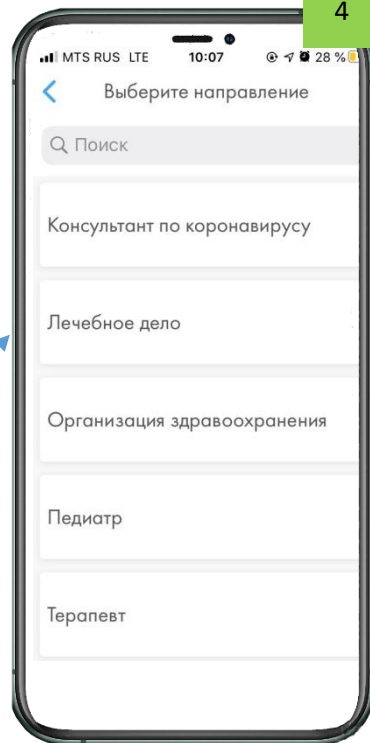 4
MTS RUS LTE 10:07 28 %
Выберите направление
Поиск
Консультант по коронавирусу
Лечебное дело
Организация здравоохранения
Педиатр
Терапевт